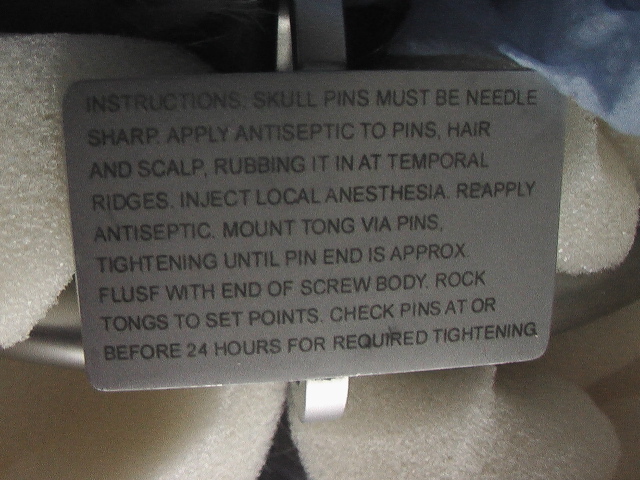 INSTRUCTIONS. SKULL PINS MUST BE NEEDLE
SHARP. APPLY ANTISEPTIC TO PINS, HAIR
AND SCALP, RUBBING IT IN AT TEMPORAL
RIDGES. INJECT LOCAL ANESTHESIA. REAPPLY
ANTISEPTIC. MOUNT TONG VIA PINS,
TIGHTENING UNTIL PIN END IS APPROX.
FLUSF WITH END OF SCREW BODY. ROCK
TONGS TO SET POINTS. CHECK PINS AT OR
BEFORE 24 HOURS FOR REQUIRED TIGHTENING.